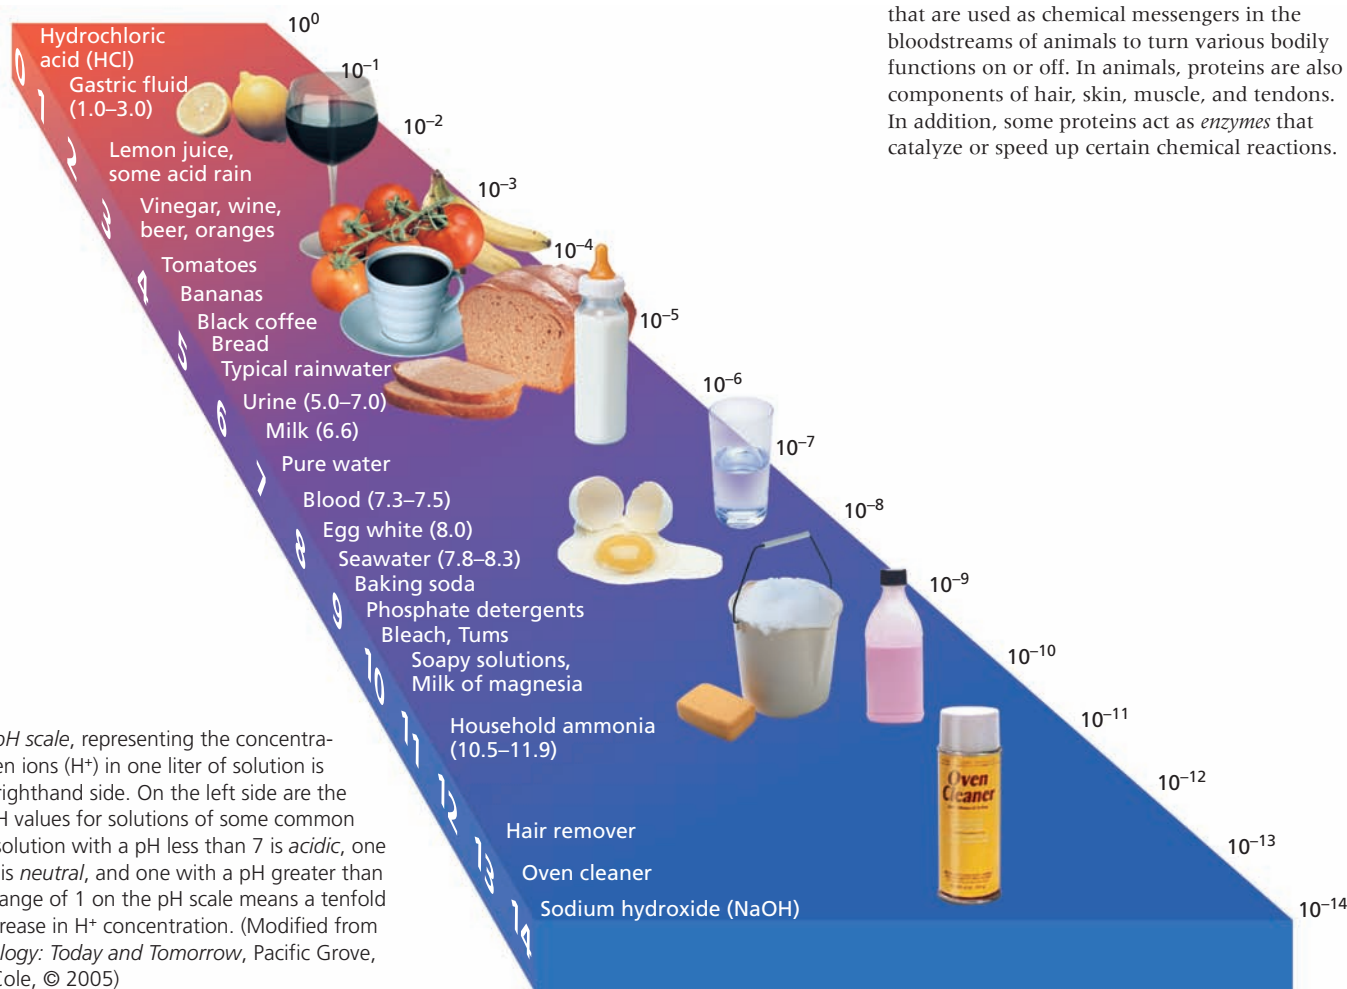 that are used as chemical messengers in the
bloodstreams of animals to turn various bodily
functions on or off. In animals, proteins are also
components of hair, skin, muscle, and tendons.
In addition, some proteins act as enzymes that
catalyze or speed up certain chemical reactions.
0
Hydrochloric
acid (HCl)
10⁰
1
Gastric fluid
(1.0–3.0)
10⁻¹
2
Lemon juice,
some acid rain
10⁻²
3
Vinegar, wine,
beer, oranges
10⁻³
Tomatoes
4
Bananas
10⁻⁴
Black coffee
5
Bread
10⁻⁵
Typical rainwater
6
Urine (5.0–7.0)
10⁻⁶
Milk (6.6)
7
Pure water
10⁻⁷
Blood (7.3–7.5)
8
Egg white (8.0)
10⁻⁸
Seawater (7.8–8.3)
Baking soda
9
Phosphate detergents
10⁻⁹
Bleach, Tums
10
Soapy solutions,
Milk of magnesia
10⁻¹⁰
11
Household ammonia
(10.5–11.9)
10⁻¹¹
12
10⁻¹²
Hair remover
13
Oven cleaner
10⁻¹³
14
Sodium hydroxide (NaOH)
10⁻¹⁴
Oven
Cleaner
pH scale, representing the concentra-
en ions (H⁺) in one liter of solution is
righthand side. On the left side are the
H values for solutions of some common
solution with a pH less than 7 is acidic, one
is neutral, and one with a pH greater than
ange of 1 on the pH scale means a tenfold
rease in H⁺ concentration. (Modified from
logy: Today and Tomorrow, Pacific Grove,
Cole, © 2005)